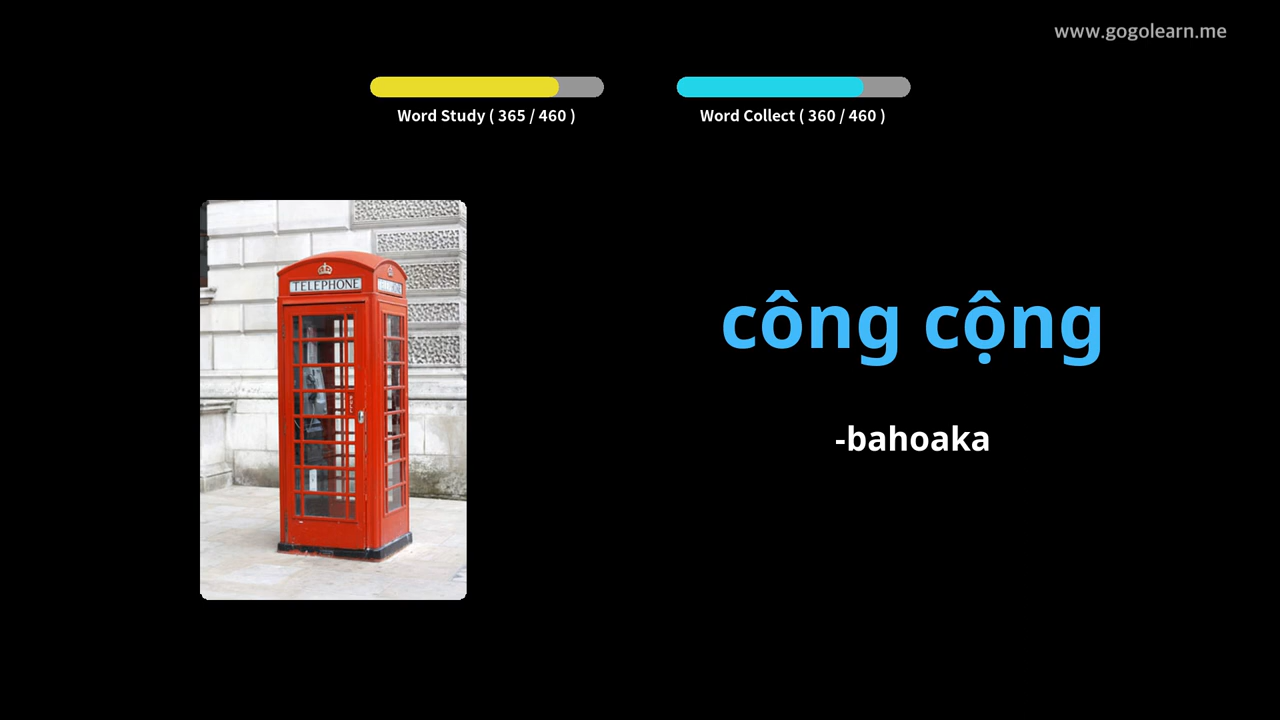 www.gogolearn.me
Word Study ( 365 / 460 )
Word Collect ( 360 / 460 )
TELEPHONE
công cộng
-bahoaka